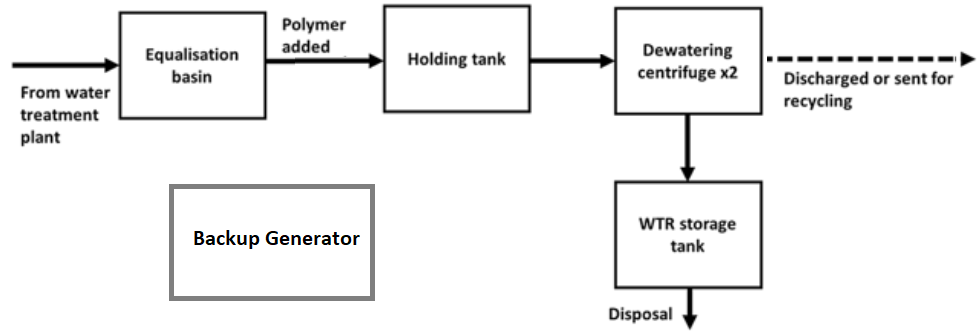 Equalisation
basin
From water
treatment
plant
Polymer
added
Holding tank
Dewatering
centrifuge x2
Discharged or sent for
recycling
WTR storage
tank
Disposal
Backup Generator